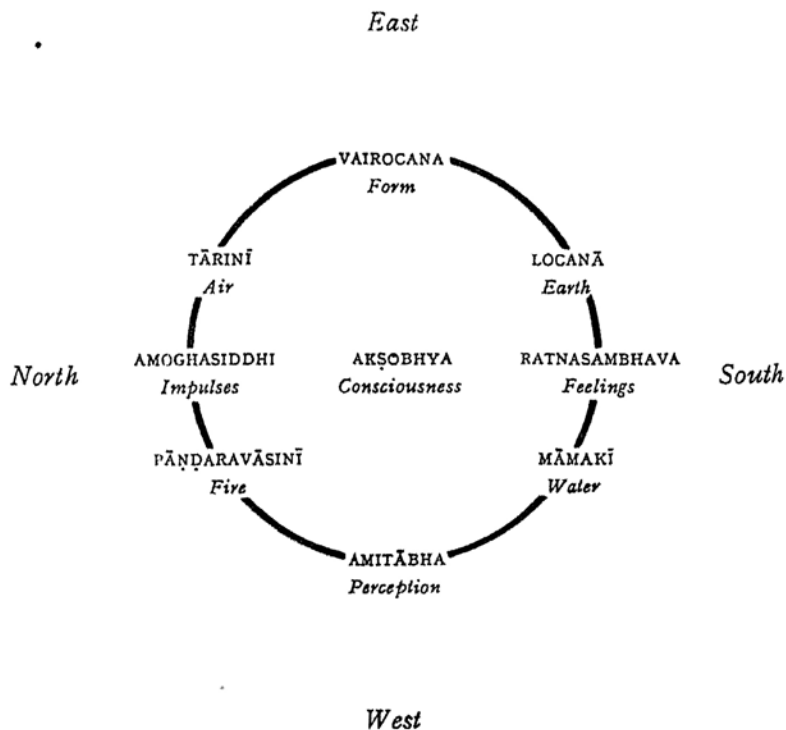 East
VAIROCANA
Form
TĀRINĪ
Air
LOCANĀ
Earth
North
AMOGHASIDDHI
Impulses
AKṢOBHYA
Consciousness
RATNASAMBHAVA
Feelings
South
PĀṆḌARAVĀSINĪ
Fire
MĀMAKĪ
Water
AMITĀBHA
Perception
West